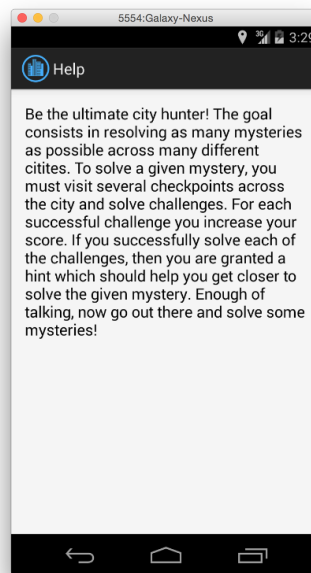 5554:Galaxy-Nexus
3G 3:29
Help
Be the ultimate city hunter! The goal
consists in resolving as many mysteries
as possible across many different
citites. To solve a given mystery, you
must visit several checkpoints across
the city and solve challenges. For each
successful challenge you increase your
score. If you successfully solve each of
the challenges, then you are granted a
hint which should help you get closer to
solve the given mystery. Enough of
talking, now go out there and solve some
mysteries!